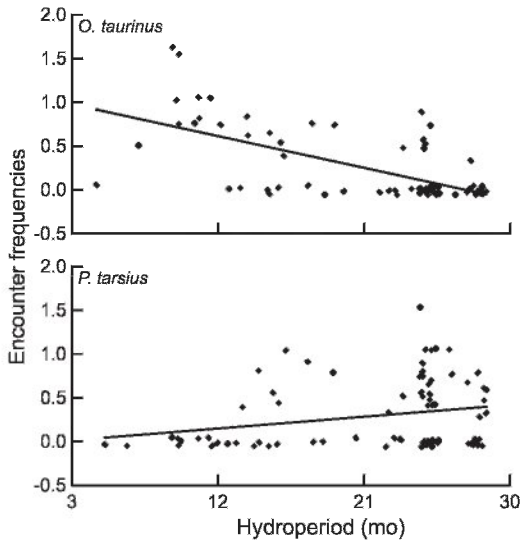 O. taurinus
2.0
1.5
1.0
0.5
0.0
-0.5
P. tarsius
2.0
1.5
1.0
0.5
0.0
-0.5
Encounter frequencies
3 12 21 30
Hydroperiod (mo)